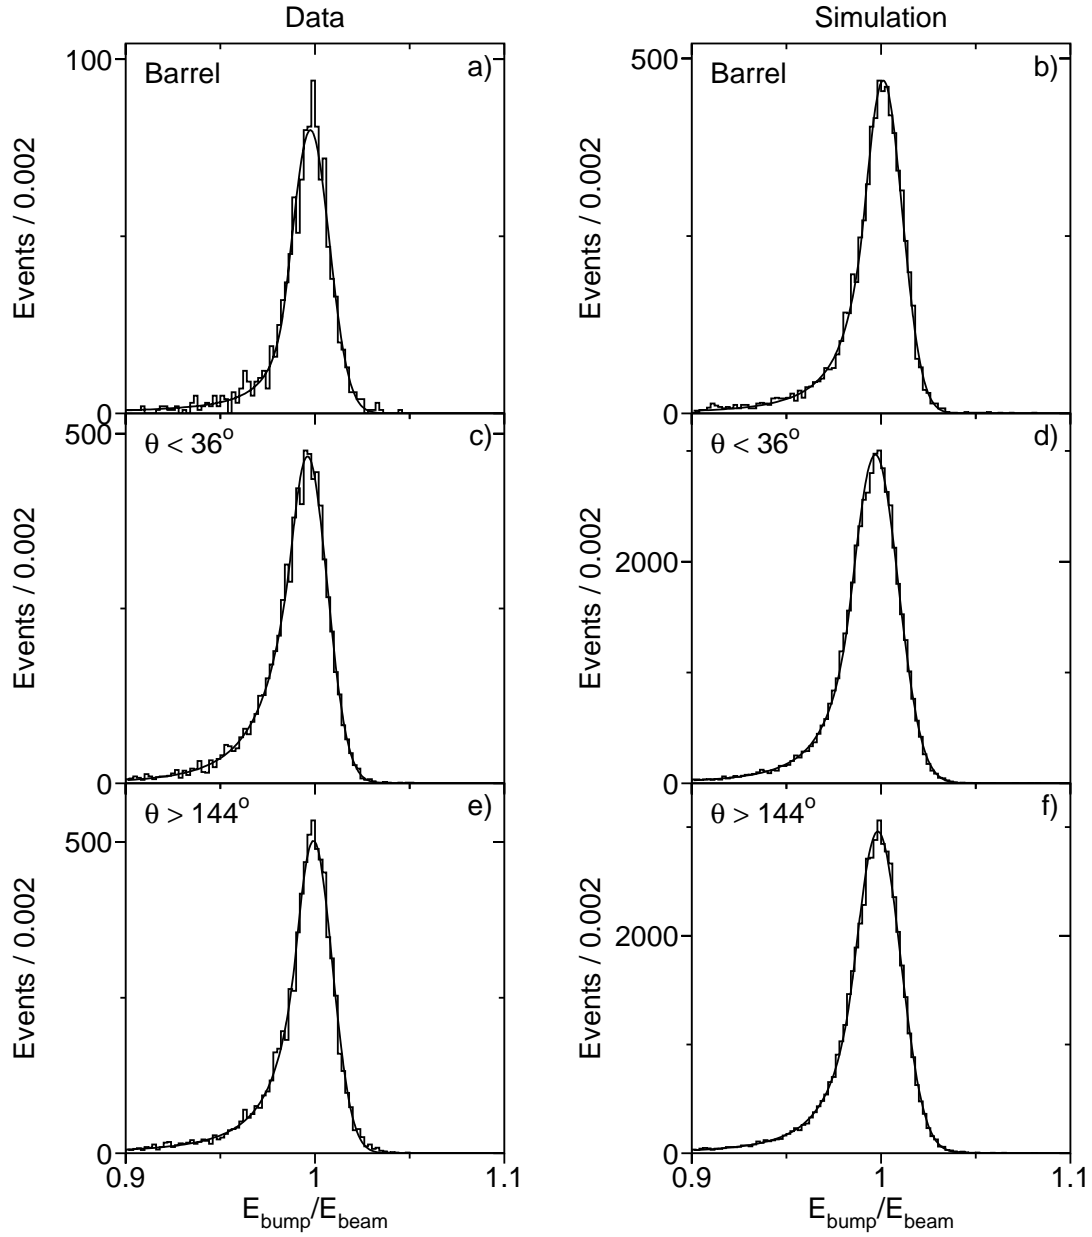 Data
Simulation
100
Barrel
a)
Events / 0.002
0
500
Barrel
b)
Events / 0.002
0
500
θ < 36°
c)
Events / 0.002
0
θ < 36°
d)
2000
Events / 0.002
0
θ > 144°
e)
500
Events / 0.002
0
0.9
1
1.1
E_bump/E_beam
θ > 144°
f)
2000
Events / 0.002
0
0.9
1
1.1
E_bump/E_beam